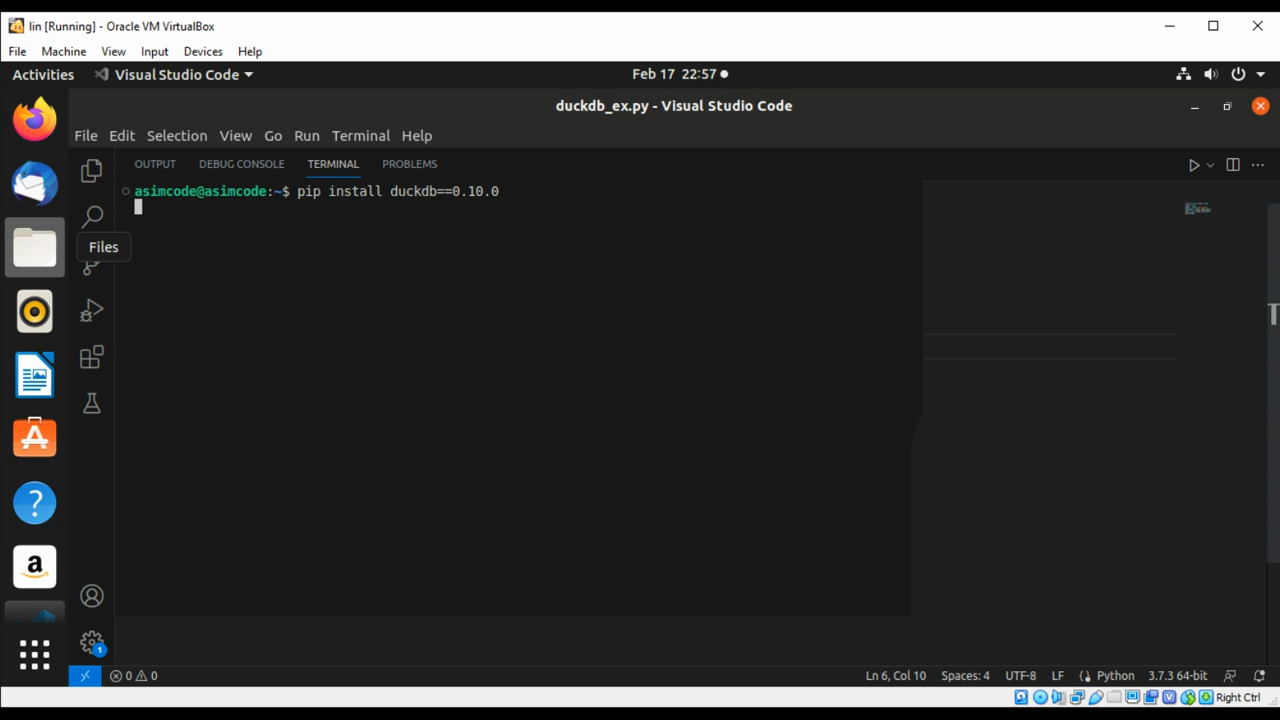 lin [Running] - Oracle VM VirtualBox
File Machine View Input Devices Help
Activities Visual Studio Code Feb 17 22:57
duckdb_ex.py - Visual Studio Code
File Edit Selection View Go Run Terminal Help
OUTPUT DEBUG CONSOLE TERMINAL PROBLEMS
asimcode@asimcode:~$ pip install duckdb==0.10.0
Files
a
1
0 0 Ln 6, Col 10 Spaces: 4 UTF-8 LF Python 3.7.3 64-bit
Right Ctrl